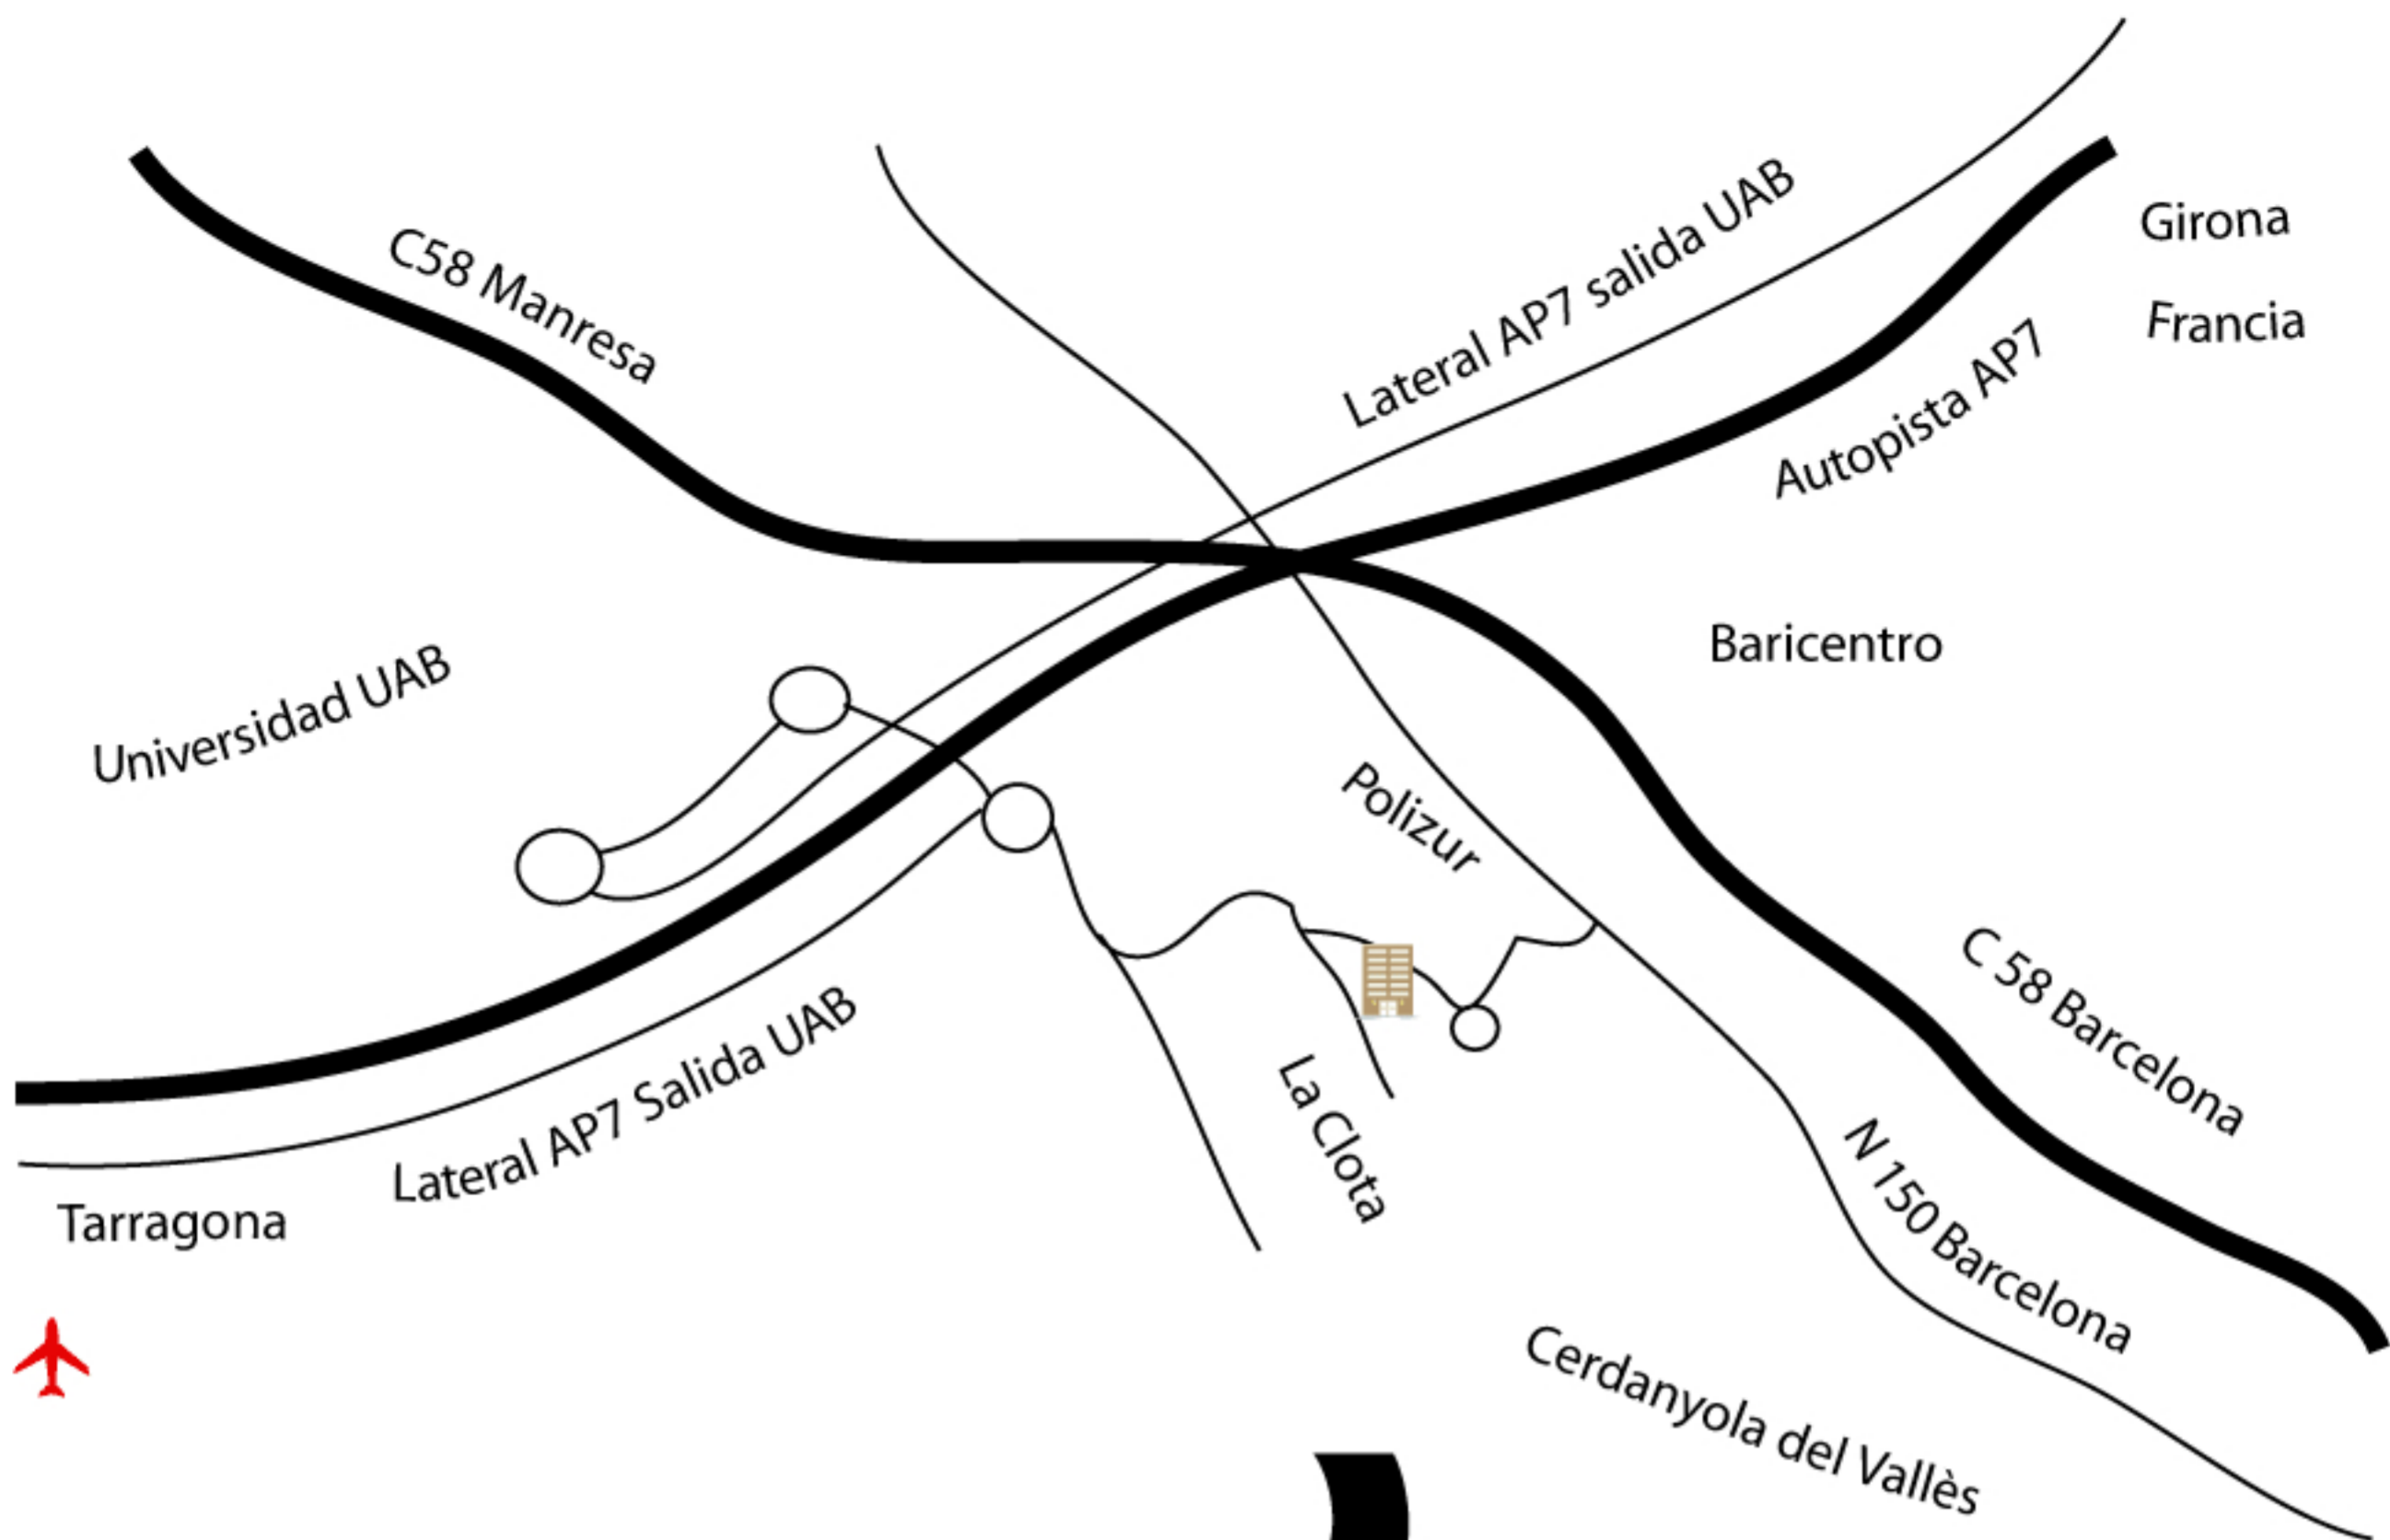 C58 Manresa
Lateral AP7 salida UAB
Girona
Francia
Autopista AP7
Baricentro
Universidad UAB
Polizur
C 58 Barcelona
Lateral AP7 Salida UAB
La Clota
N 150 Barcelona
Tarragona
Cerdanyola del Vallès